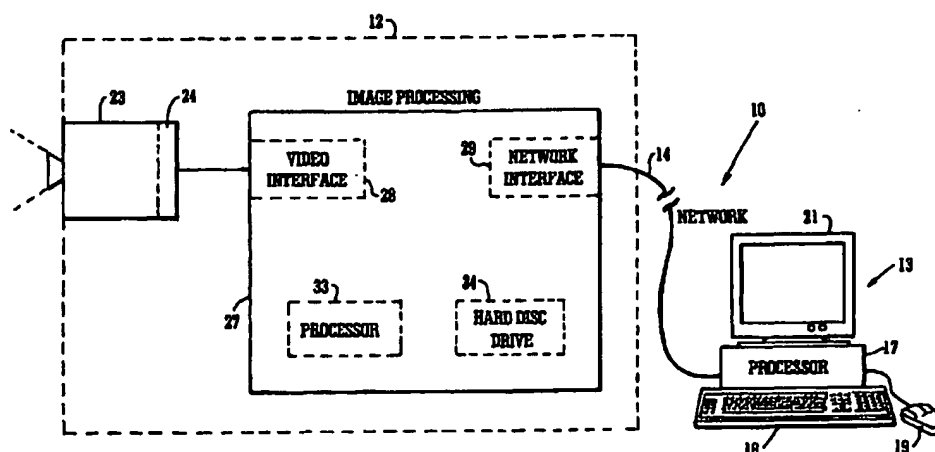 12
23
24
IMAGE PROCESSING
VIDEO
INTERFACE
28
29
NETWORK
INTERFACE
14
10
NETWORK
21
13
33
PROCESSOR
34
HARD DISC
DRIVE
27
17
PROCESSOR
18
19